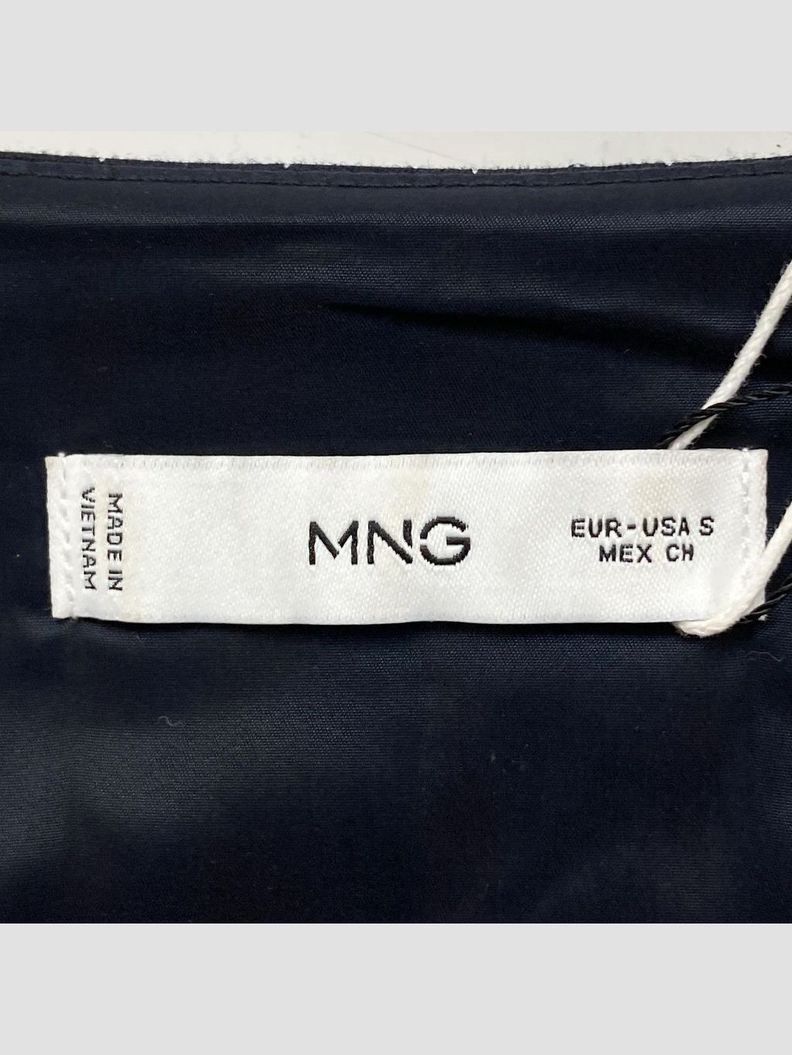 MADE IN
VIETNAM
MNG
EUR-USA S
MEX CH